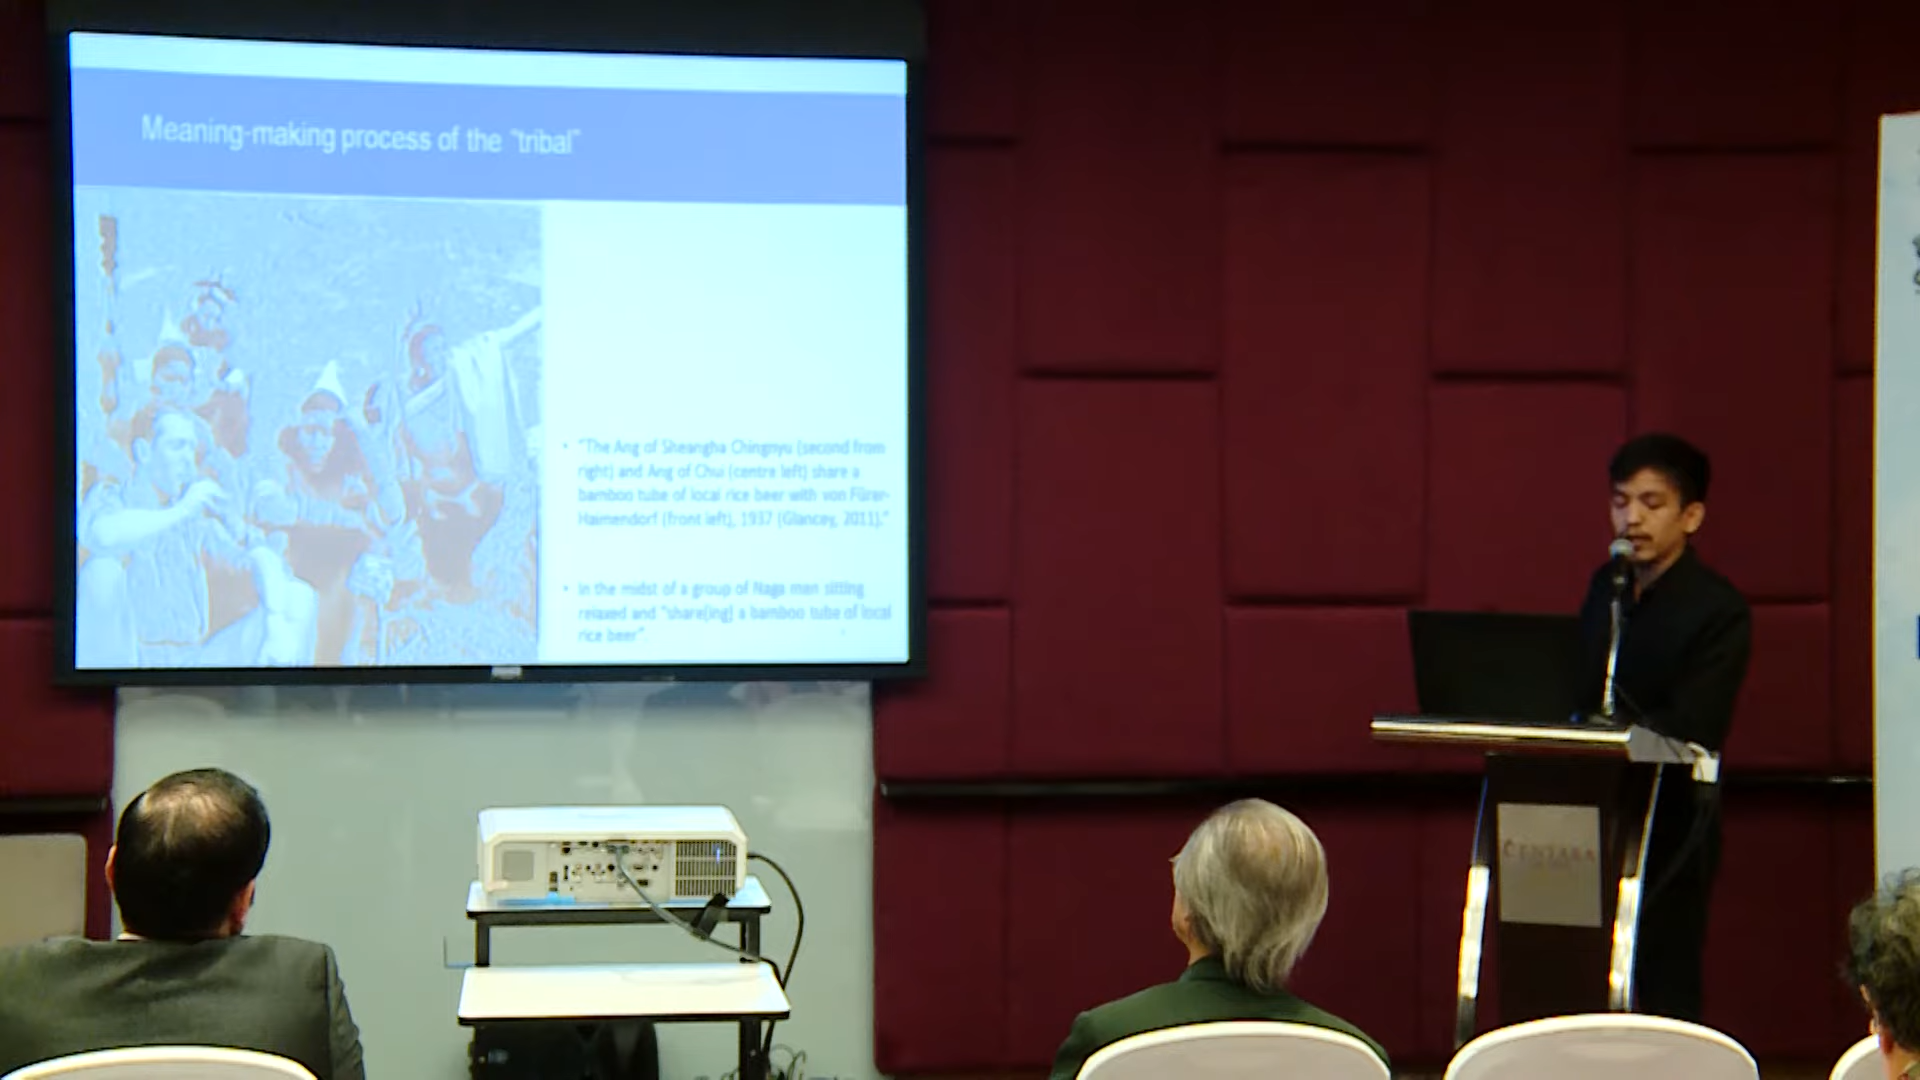 Meaning-making process of the "tribal"
• "The Ang of Sheangha Chingnyu (second from
right) and Ang of Chui (centre left) share a
bamboo tube of local rice beer with von Fürer-
Haimendorf (front left), 1937 (Glancey, 2011)."
• In the midst of a group of Naga men sitting
relaxed and "share[ing] a bamboo tube of local
rice beer".
CENTARA